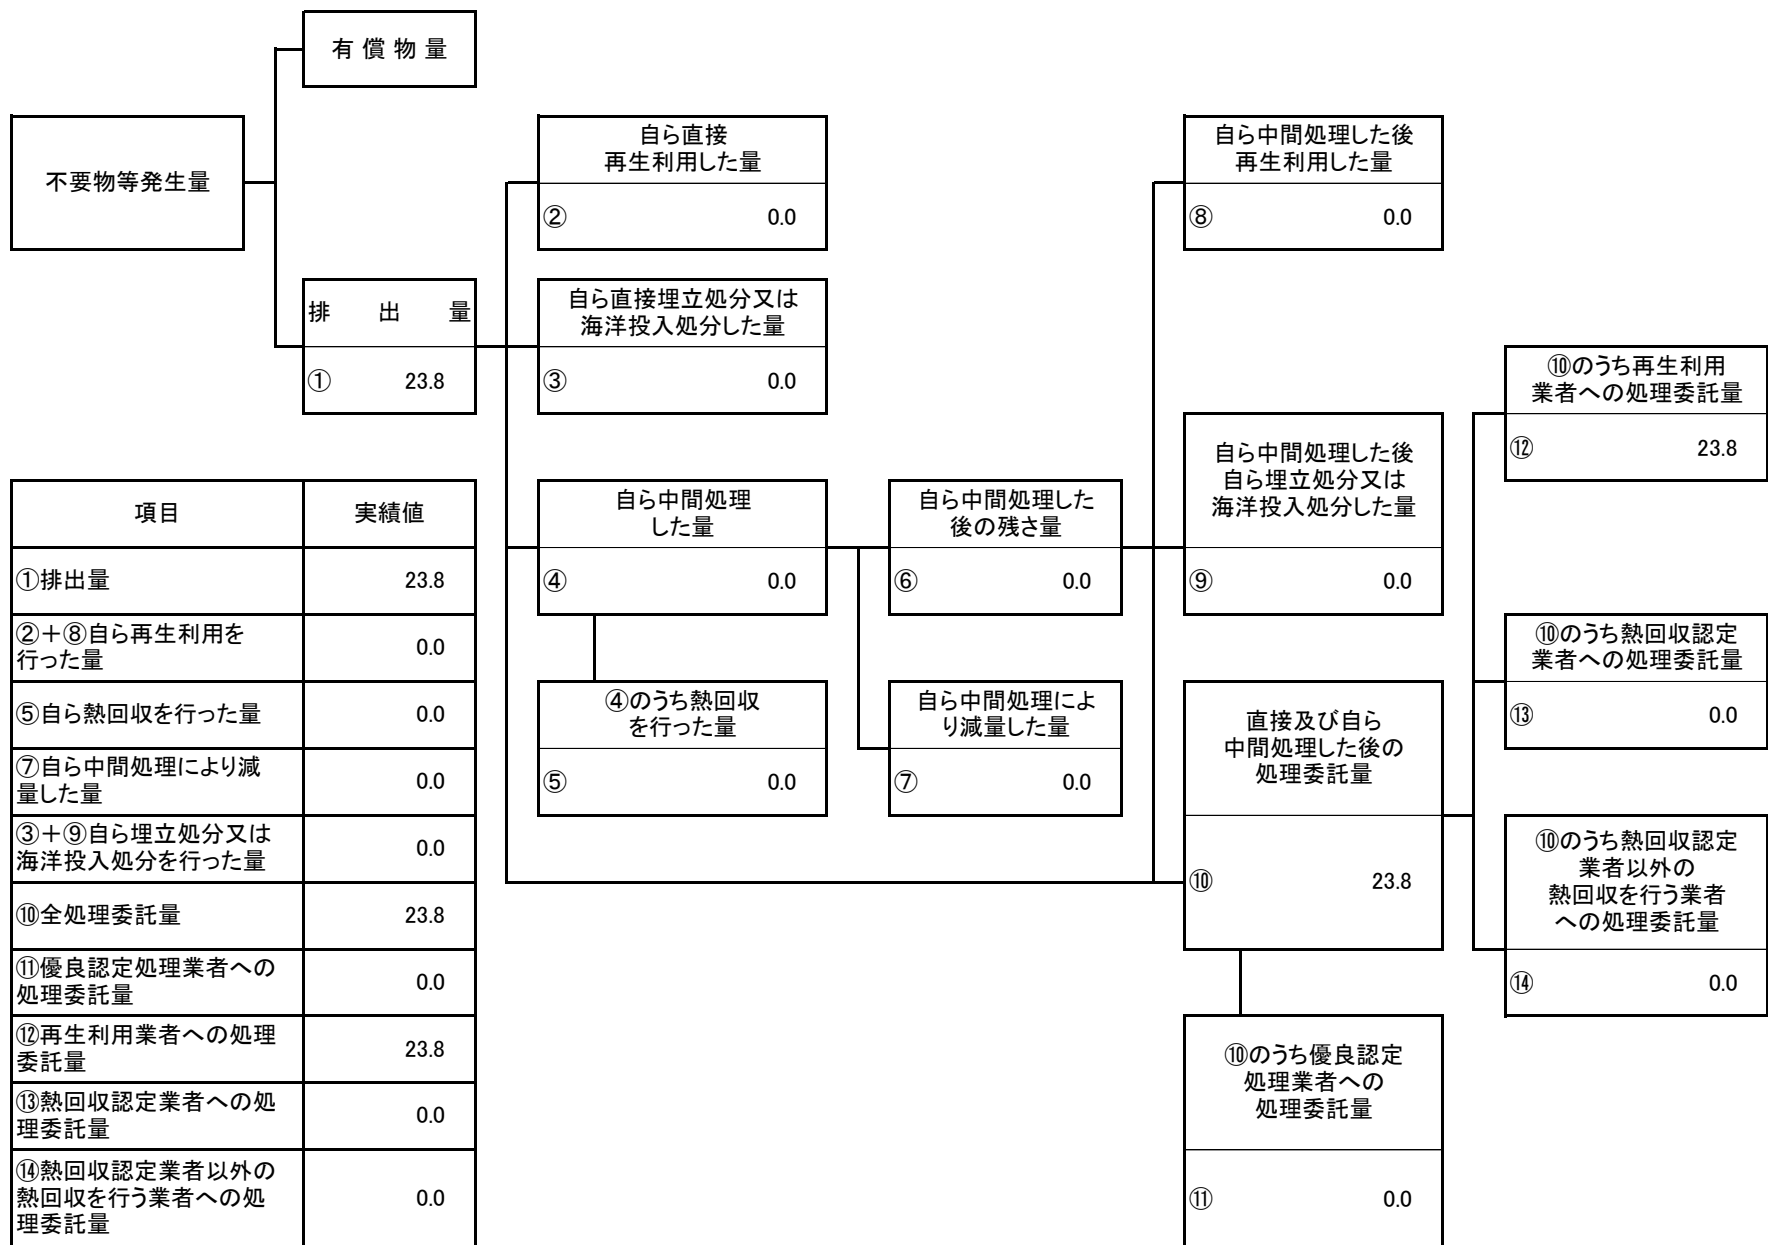 有償物量
不要物等発生量
自ら直接
再生利用した量
② 0.0
自ら中間処理した後
再生利用した量
⑧ 0.0
排出量
① 23.8
自ら直接埋立処分又は
海洋投入処分した量
③ 0.0
⑩のうち再生利用
業者への処理委託量
⑫ 23.8
自ら中間処理
した量
④ 0.0
自ら中間処理した
後の残さ量
⑥ 0.0
自ら中間処理した後
自ら埋立処分又は
海洋投入処分した量
⑨ 0.0
⑩のうち熱回収認定
業者への処理委託量
⑬ 0.0
④のうち熱回収
を行った量
⑤ 0.0
自ら中間処理によ
り減量した量
⑦ 0.0
直接及び自ら
中間処理した後の
処理委託量
⑩ 23.8
⑩のうち熱回収認定
業者以外の
熱回収を行う業者
への処理委託量
⑭ 0.0
⑩のうち優良認定
処理業者への
処理委託量
⑪ 0.0
項目 実績値
①排出量 23.8
②+⑧自ら再生利用を
行った量 0.0
⑤自ら熱回収を行った量 0.0
⑦自ら中間処理により減
量した量 0.0
③+⑨自ら埋立処分又は
海洋投入処分を行った量 0.0
⑩全処理委託量 23.8
⑪優良認定処理業者への
処理委託量 0.0
⑫再生利用業者への処理
委託量 23.8
⑬熱回収認定業者への処
理委託量 0.0
⑭熱回収認定業者以外の
熱回収を行う業者への処
理委託量 0.0